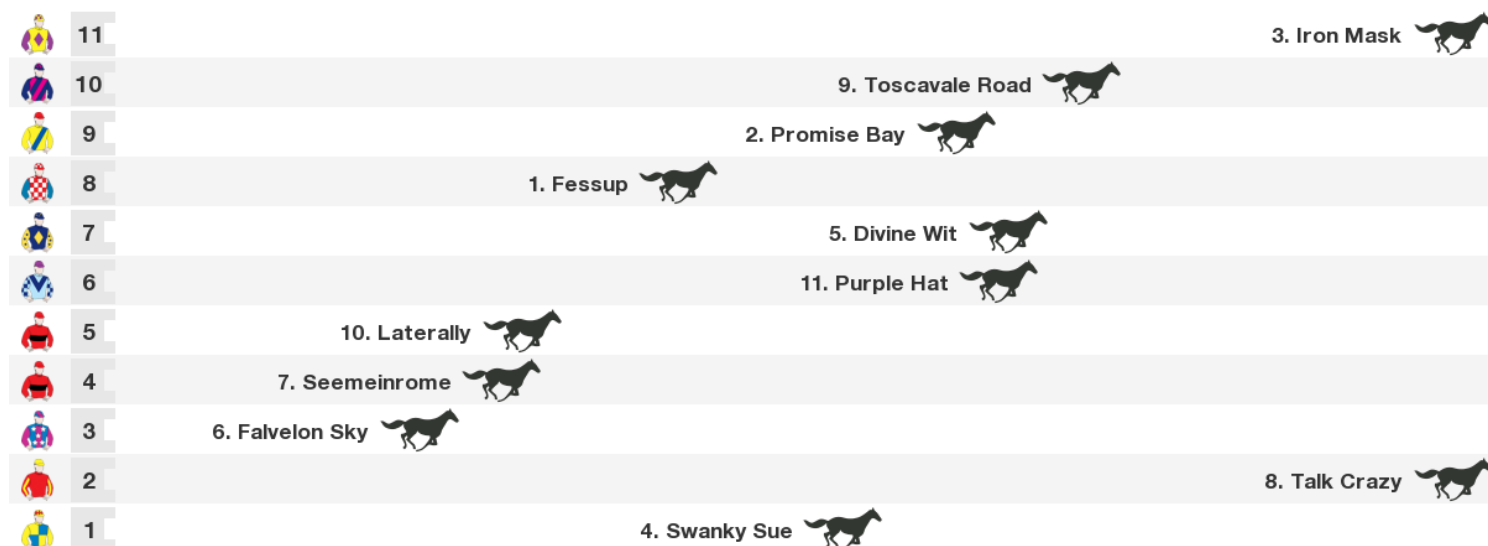 11 3. Iron Mask
10 9. Toscavale Road
9 2. Promise Bay
8 1. Fessup
7 5. Divine Wit
6 11. Purple Hat
5 10. Laterally
4 7. Seemeinrome
3 6. Falvelon Sky
2 8. Talk Crazy
1 4. Swanky Sue